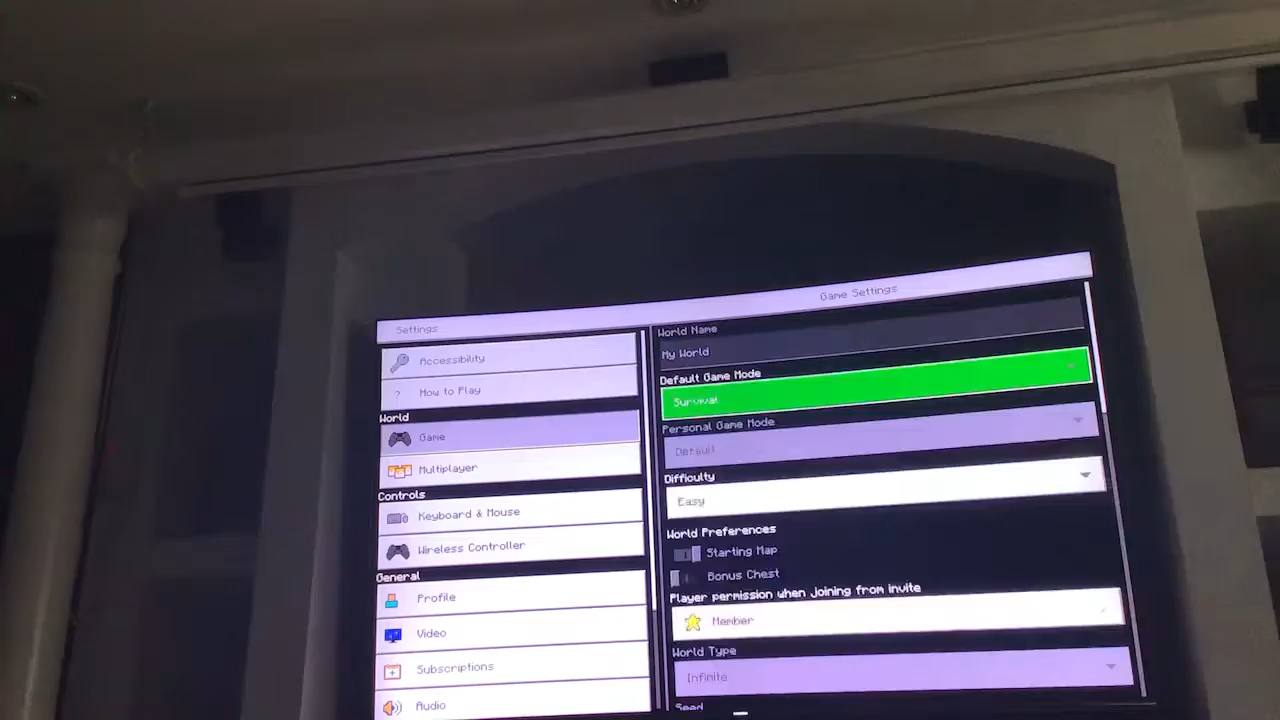 Settings
Accessibility
? How to Play
World
Game
Multiplayer
Controls
Keyboard & Mouse
Wireless Controller
General
Profile
Video
Subscriptions
Audio
Game Settings
World Name
My World
Default Game Mode
Survival
Personal Game Mode
Default
Difficulty
Easy
World Preferences
Starting Map
Bonus Chest
Player permission when joining from invite
Member
World Type
Infinite
Seed